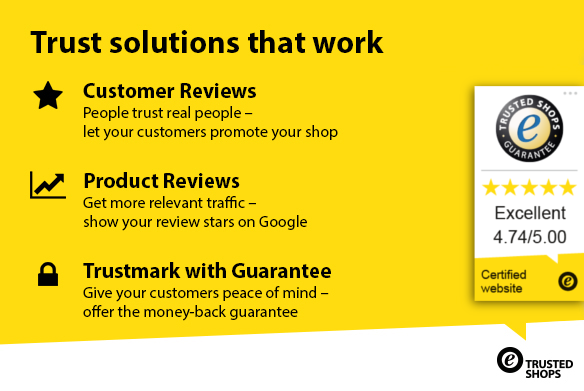 Trust solutions that work
Customer Reviews
People trust real people –
let your customers promote your shop
Product Reviews
Get more relevant traffic –
show your review stars on Google
Trustmark with Guarantee
Give your customers peace of mind –
offer the money-back guarantee
TRUSTED SHOPS
e
GUARANTEE
Excellent
4.74/5.00
Certified
website
e
e
TRUSTED
SHOPS